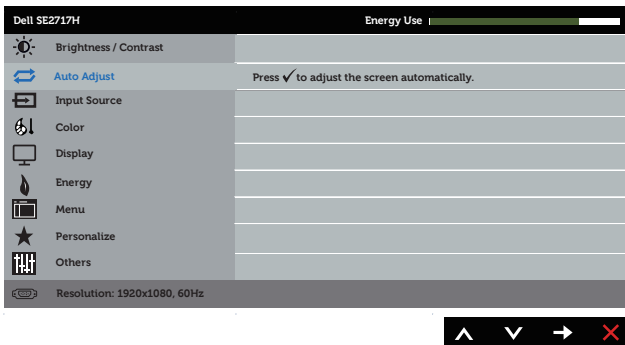 Dell SE2717H
Energy Use
Brightness / Contrast
Auto Adjust
Press ✓ to adjust the screen automatically.
Input Source
Color
Display
Energy
Menu
Personalize
Others
Resolution: 1920x1080, 60Hz